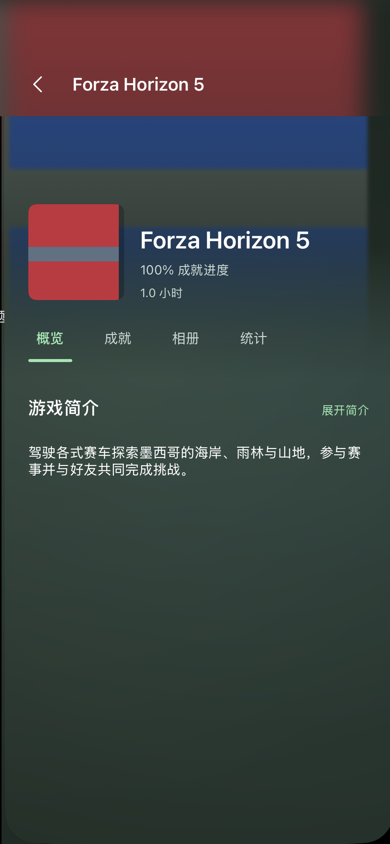 Forza Horizon 5
Forza Horizon 5
100% 成就进度
1.0 小时
概览
成就
相册
统计
游戏简介
展开简介
驾驶各式赛车探索墨西哥的海岸、雨林与山地，参与赛
事并与好友共同完成挑战。